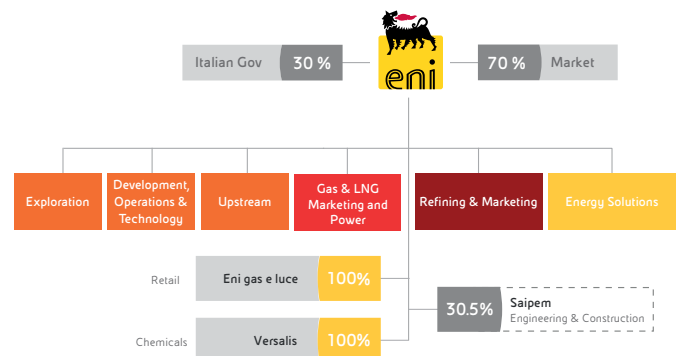 Italian Gov 30 % eni 70 % Market
Exploration
Development,
Operations &
Technology
Upstream
Gas & LNG
Marketing and
Power
Refining & Marketing
Energy Solutions
Retail Eni gas e luce 100%
30.5% Saipem
Engineering & Construction
Chemicals Versalis 100%